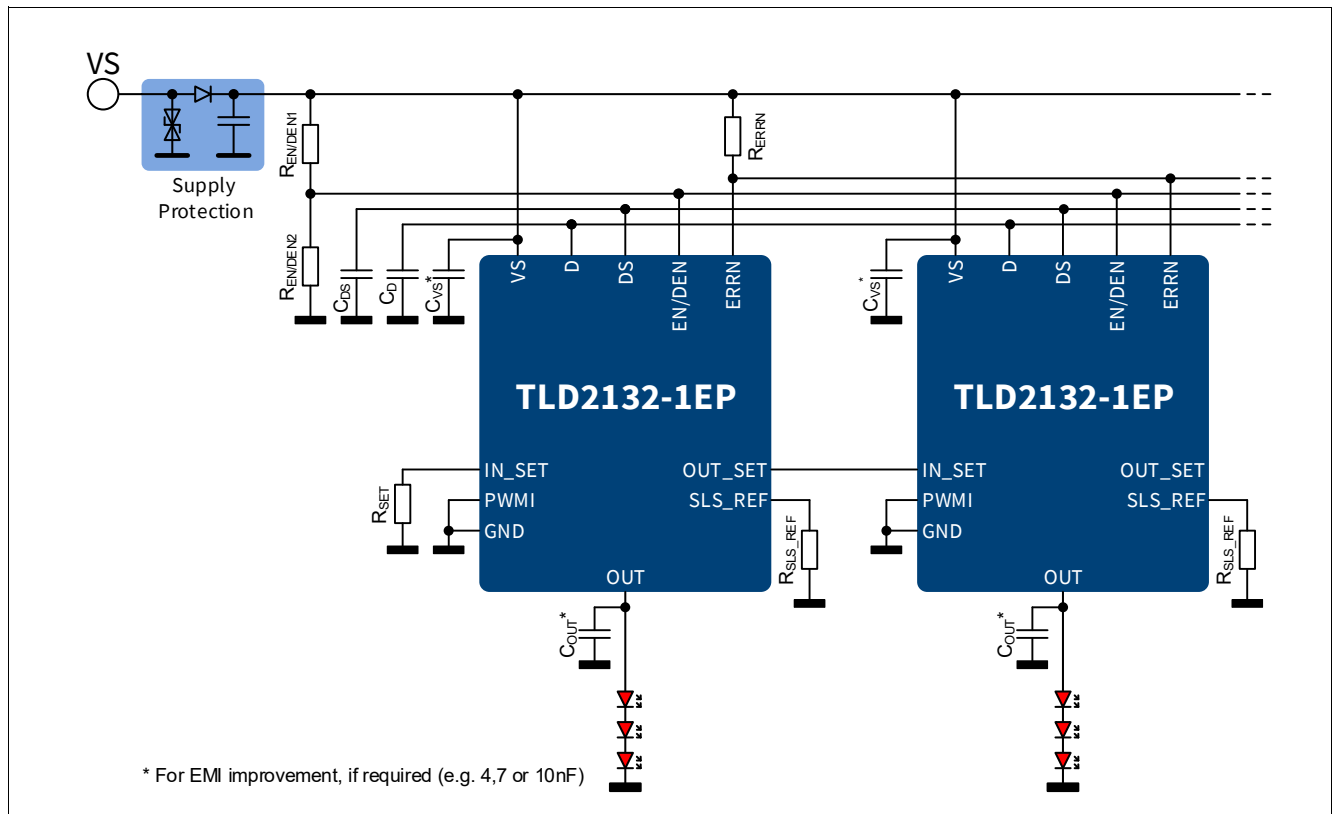 VS
Supply
Protection
REN/DEN1
REN/DEN2
RERRN
CDS
CD
CVS*
CVS*
VS
D
DS
EN/DEN
ERRN
VS
D
DS
EN/DEN
ERRN
TLD2132-1EP
TLD2132-1EP
IN_SET
PWMI
GND
OUT_SET
SLS_REF
OUT
IN_SET
PWMI
GND
OUT_SET
SLS_REF
OUT
RSET
RSLS_REF
RSLS_REF
COUT*
COUT*
* For EMI improvement, if required (e.g. 4,7 or 10nF)